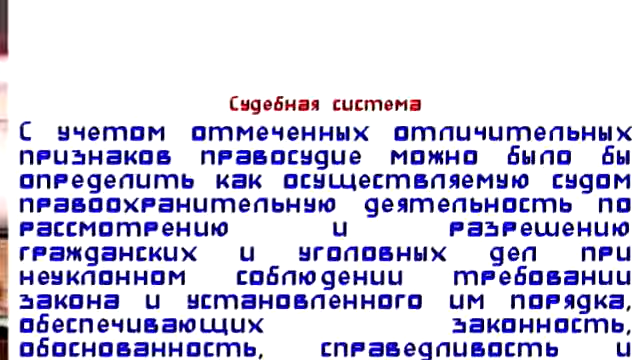 Судебная система
С учетом отмеченных отличительных
признаков правосудие можно было бы
определить как осуществляемую судом
правоохранительную деятельность по
рассмотрению и разрешению
гражданских и уголовных дел при
неуклонном соблюдении требовании
закона и установленного им порядка,
обеспечивающих законность,
обоснованность, справедливость и